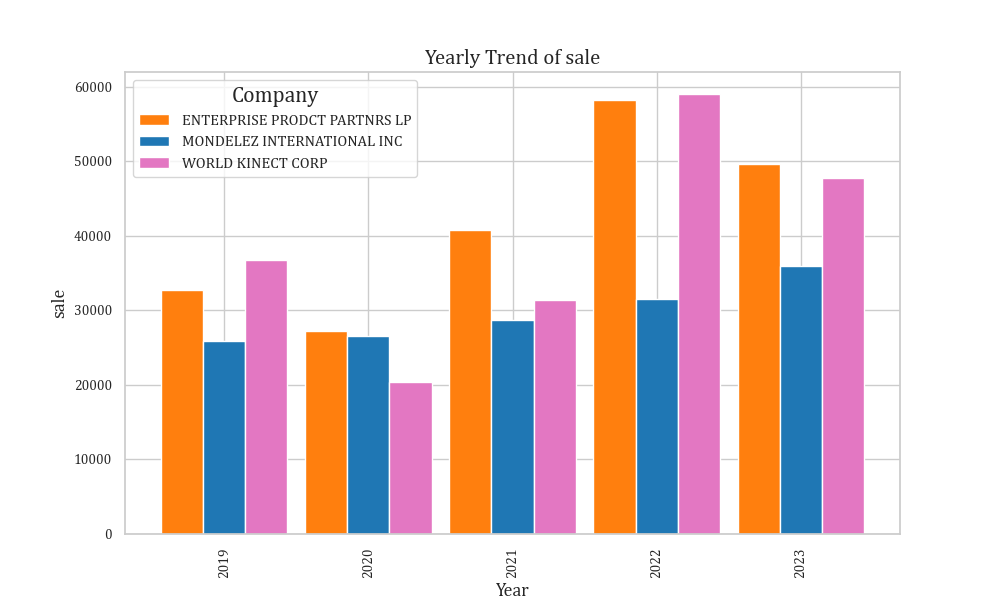 Yearly Trend of sale
Company
ENTERPRISE PRODCT PARTNRS LP
MONDELEZ INTERNATIONAL INC
WORLD KINECT CORP
60000
50000
40000
30000
20000
10000
0
sale
2019
2020
2021
2022
2023
Year